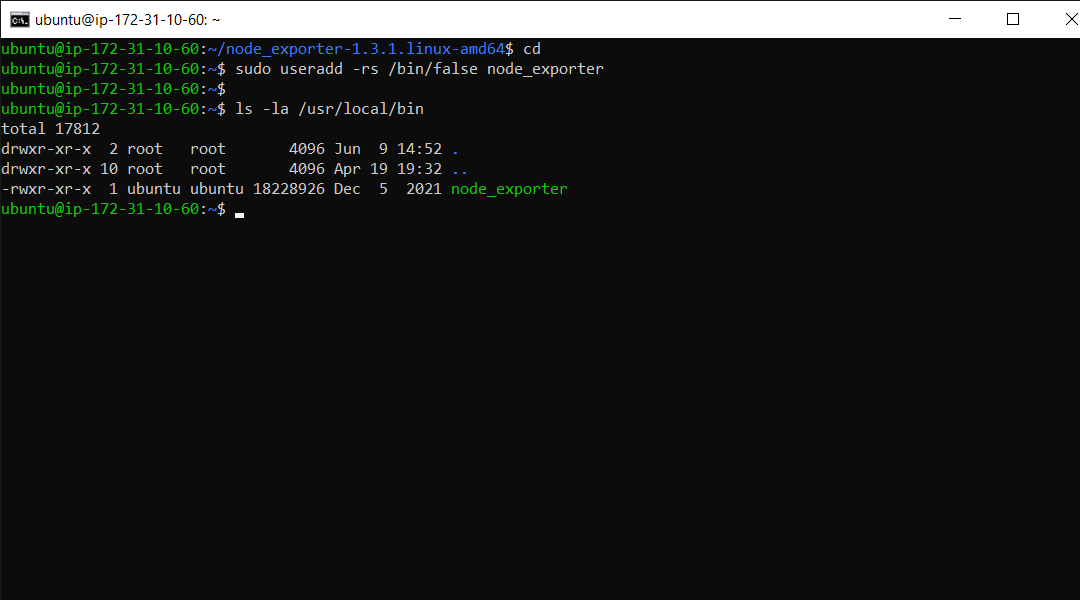 ubuntu@ip-172-31-10-60: ~
ubuntu@ip-172-31-10-60:~/node_exporter-1.3.1.linux-amd64$ cd
ubuntu@ip-172-31-10-60:~$ sudo useradd -rs /bin/false node_exporter
ubuntu@ip-172-31-10-60:~$
ubuntu@ip-172-31-10-60:~$ ls -la /usr/local/bin
total 17812
drwxr-xr-x  2 root   root       4096 Jun  9 14:52 .
drwxr-xr-x 10 root   root       4096 Apr 19 19:32 ..
-rwxr-xr-x  1 ubuntu ubuntu 18228926 Dec  5  2021 node_exporter
ubuntu@ip-172-31-10-60:~$